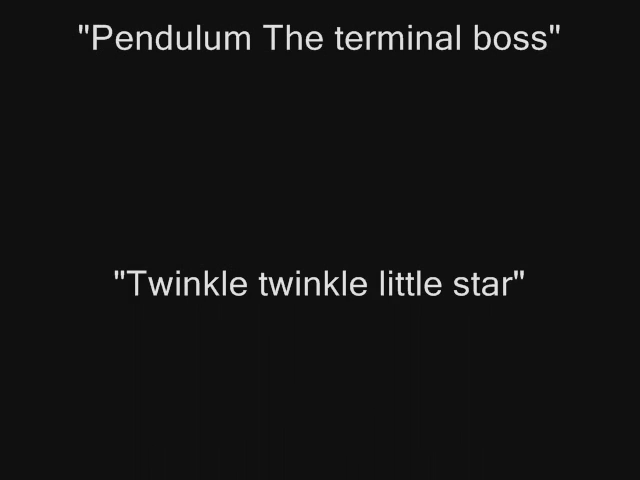 "Pendulum The terminal boss"
"Twinkle twinkle little star"